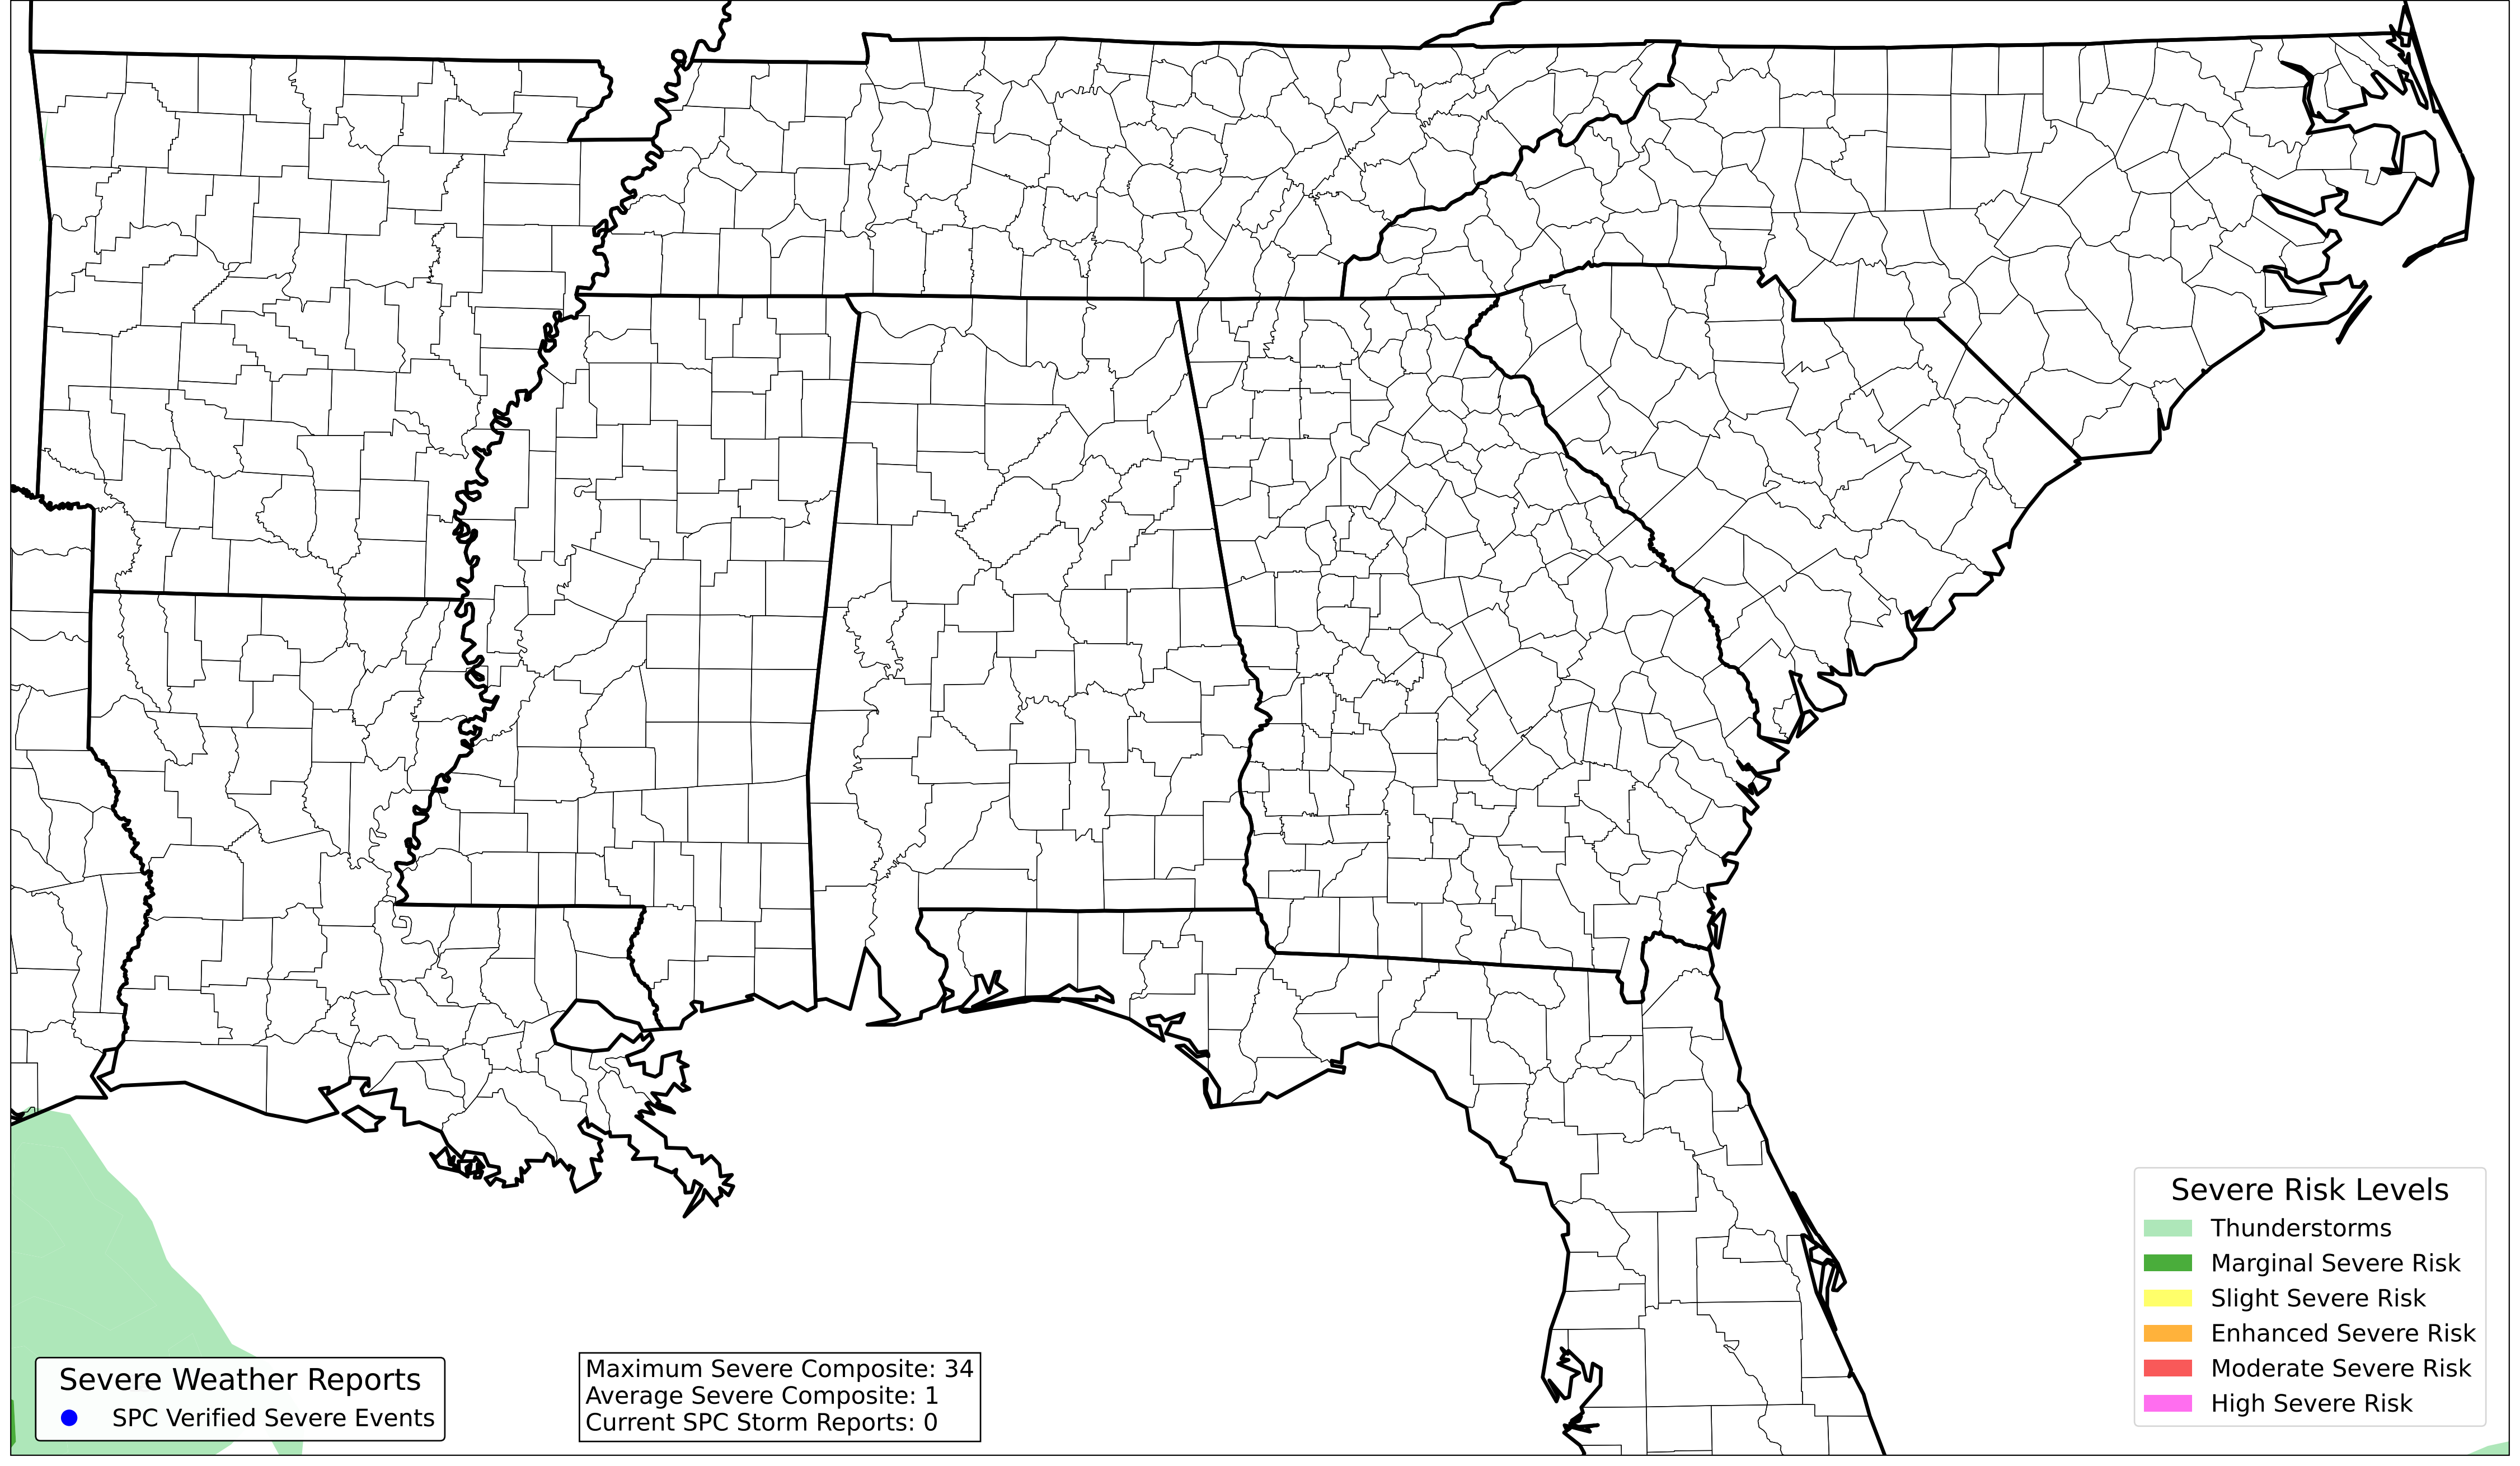 Severe Risk Levels
Thunderstorms
Marginal Severe Risk
Slight Severe Risk
Enhanced Severe Risk
Moderate Severe Risk
High Severe Risk
Severe Weather Reports
SPC Verified Severe Events
Maximum Severe Composite: 34
Average Severe Composite: 1
Current SPC Storm Reports: 0